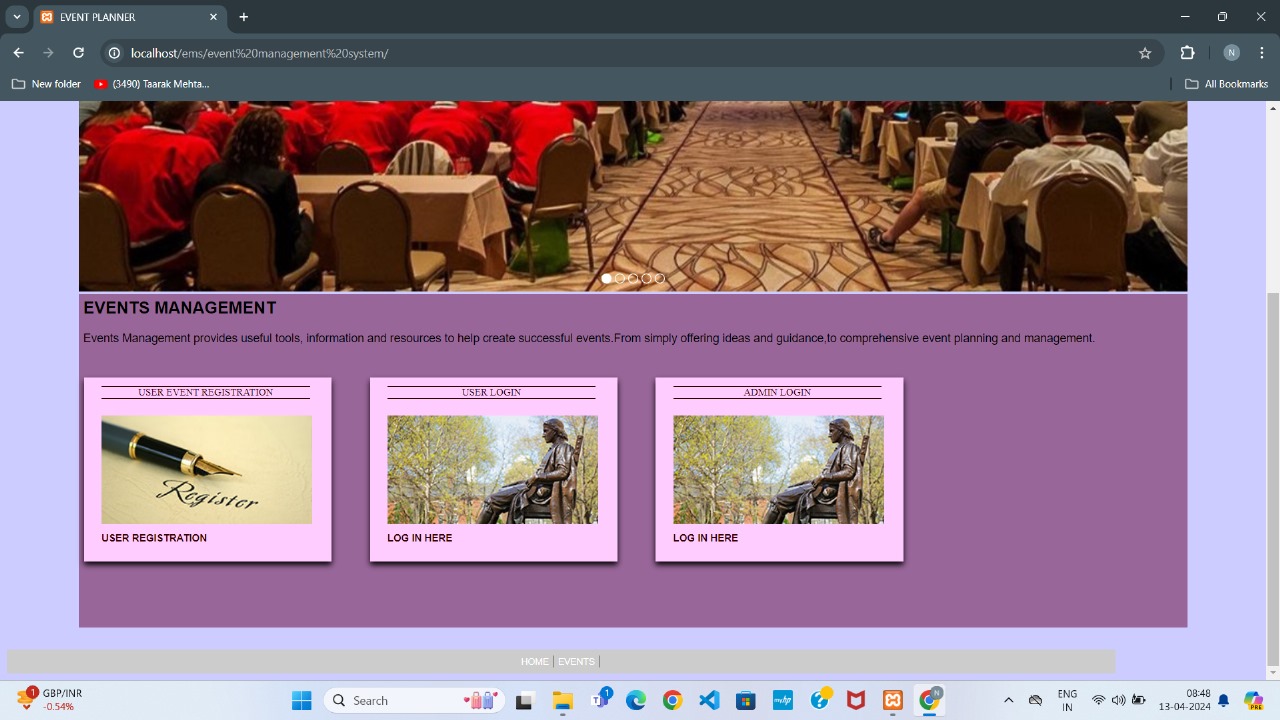 EVENT PLANNER
localhost/ems/event%20management%20system/
N
New folder
(3490) Taarak Mehta...
All Bookmarks
EVENTS MANAGEMENT
Events Management provides useful tools, information and resources to help create successful events.From simply offering ideas and guidance,to comprehensive event planning and management.
USER EVENT REGISTRATION
USER LOGIN
ADMIN LOGIN
Register
USER REGISTRATION
LOG IN HERE
LOG IN HERE
HOME
EVENTS
1
GBP/INR
-0.54%
Search
1
N
ENG
IN
08:48
13-04-2024
PRE